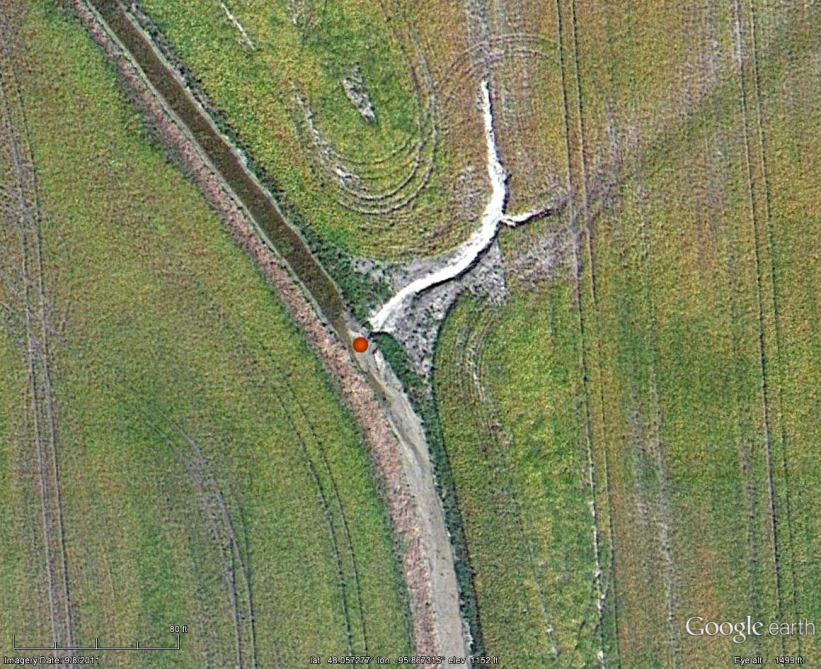 80 ft
Google earth
Imagery Date: 9/8/2011
lat 48.057277° lon -95.867315° elev 1152 ft
Eye alt 1499 ft